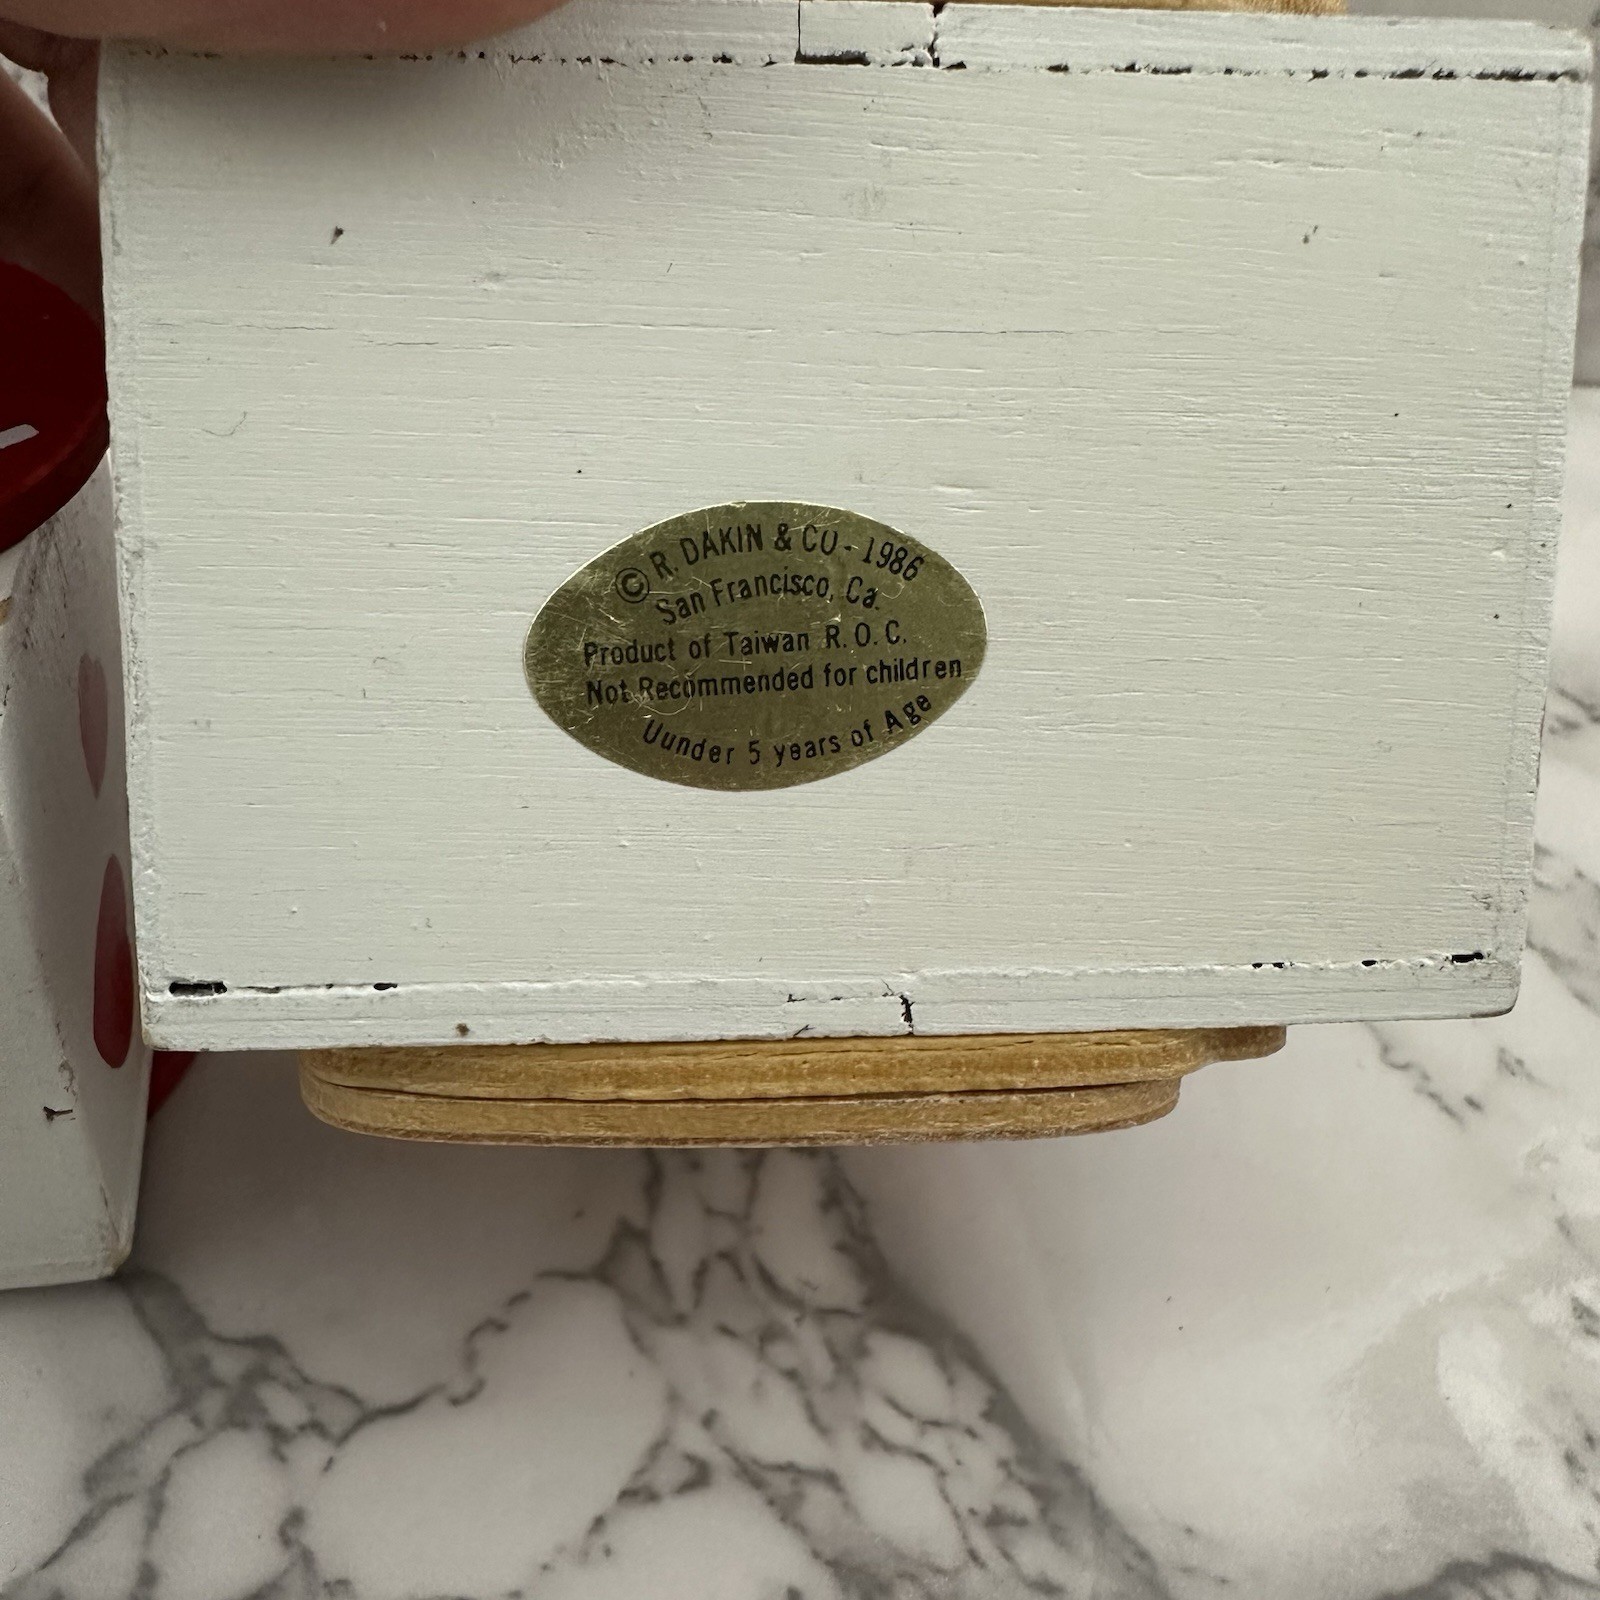 © R. DAKIN & CO - 1986
San Francisco, Ca.
Product of Taiwan R. O. C.
Not Recommended for children
Uunder 5 years of Age